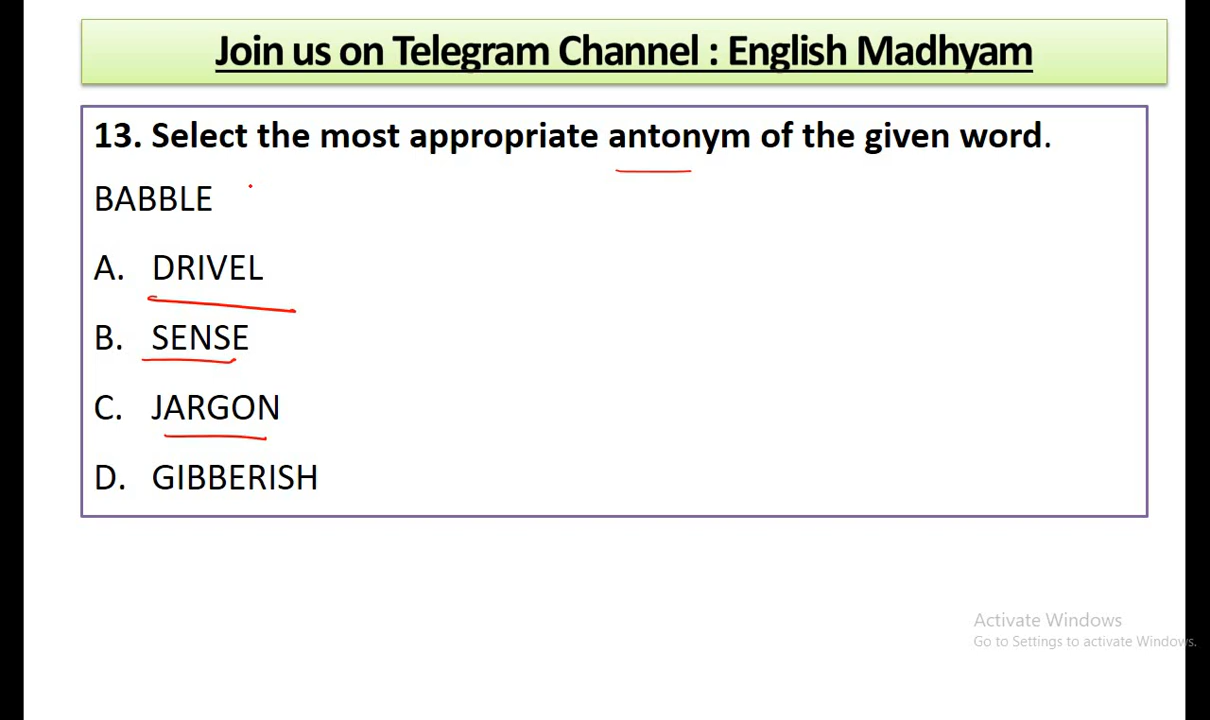 Join us on Telegram Channel : English Madhyam
13. Select the most appropriate antonym of the given word.
BABBLE
A. DRIVEL
B. SENSE
C. JARGON
D. GIBBERISH
Activate Windows
Go to Settings to activate Windows.